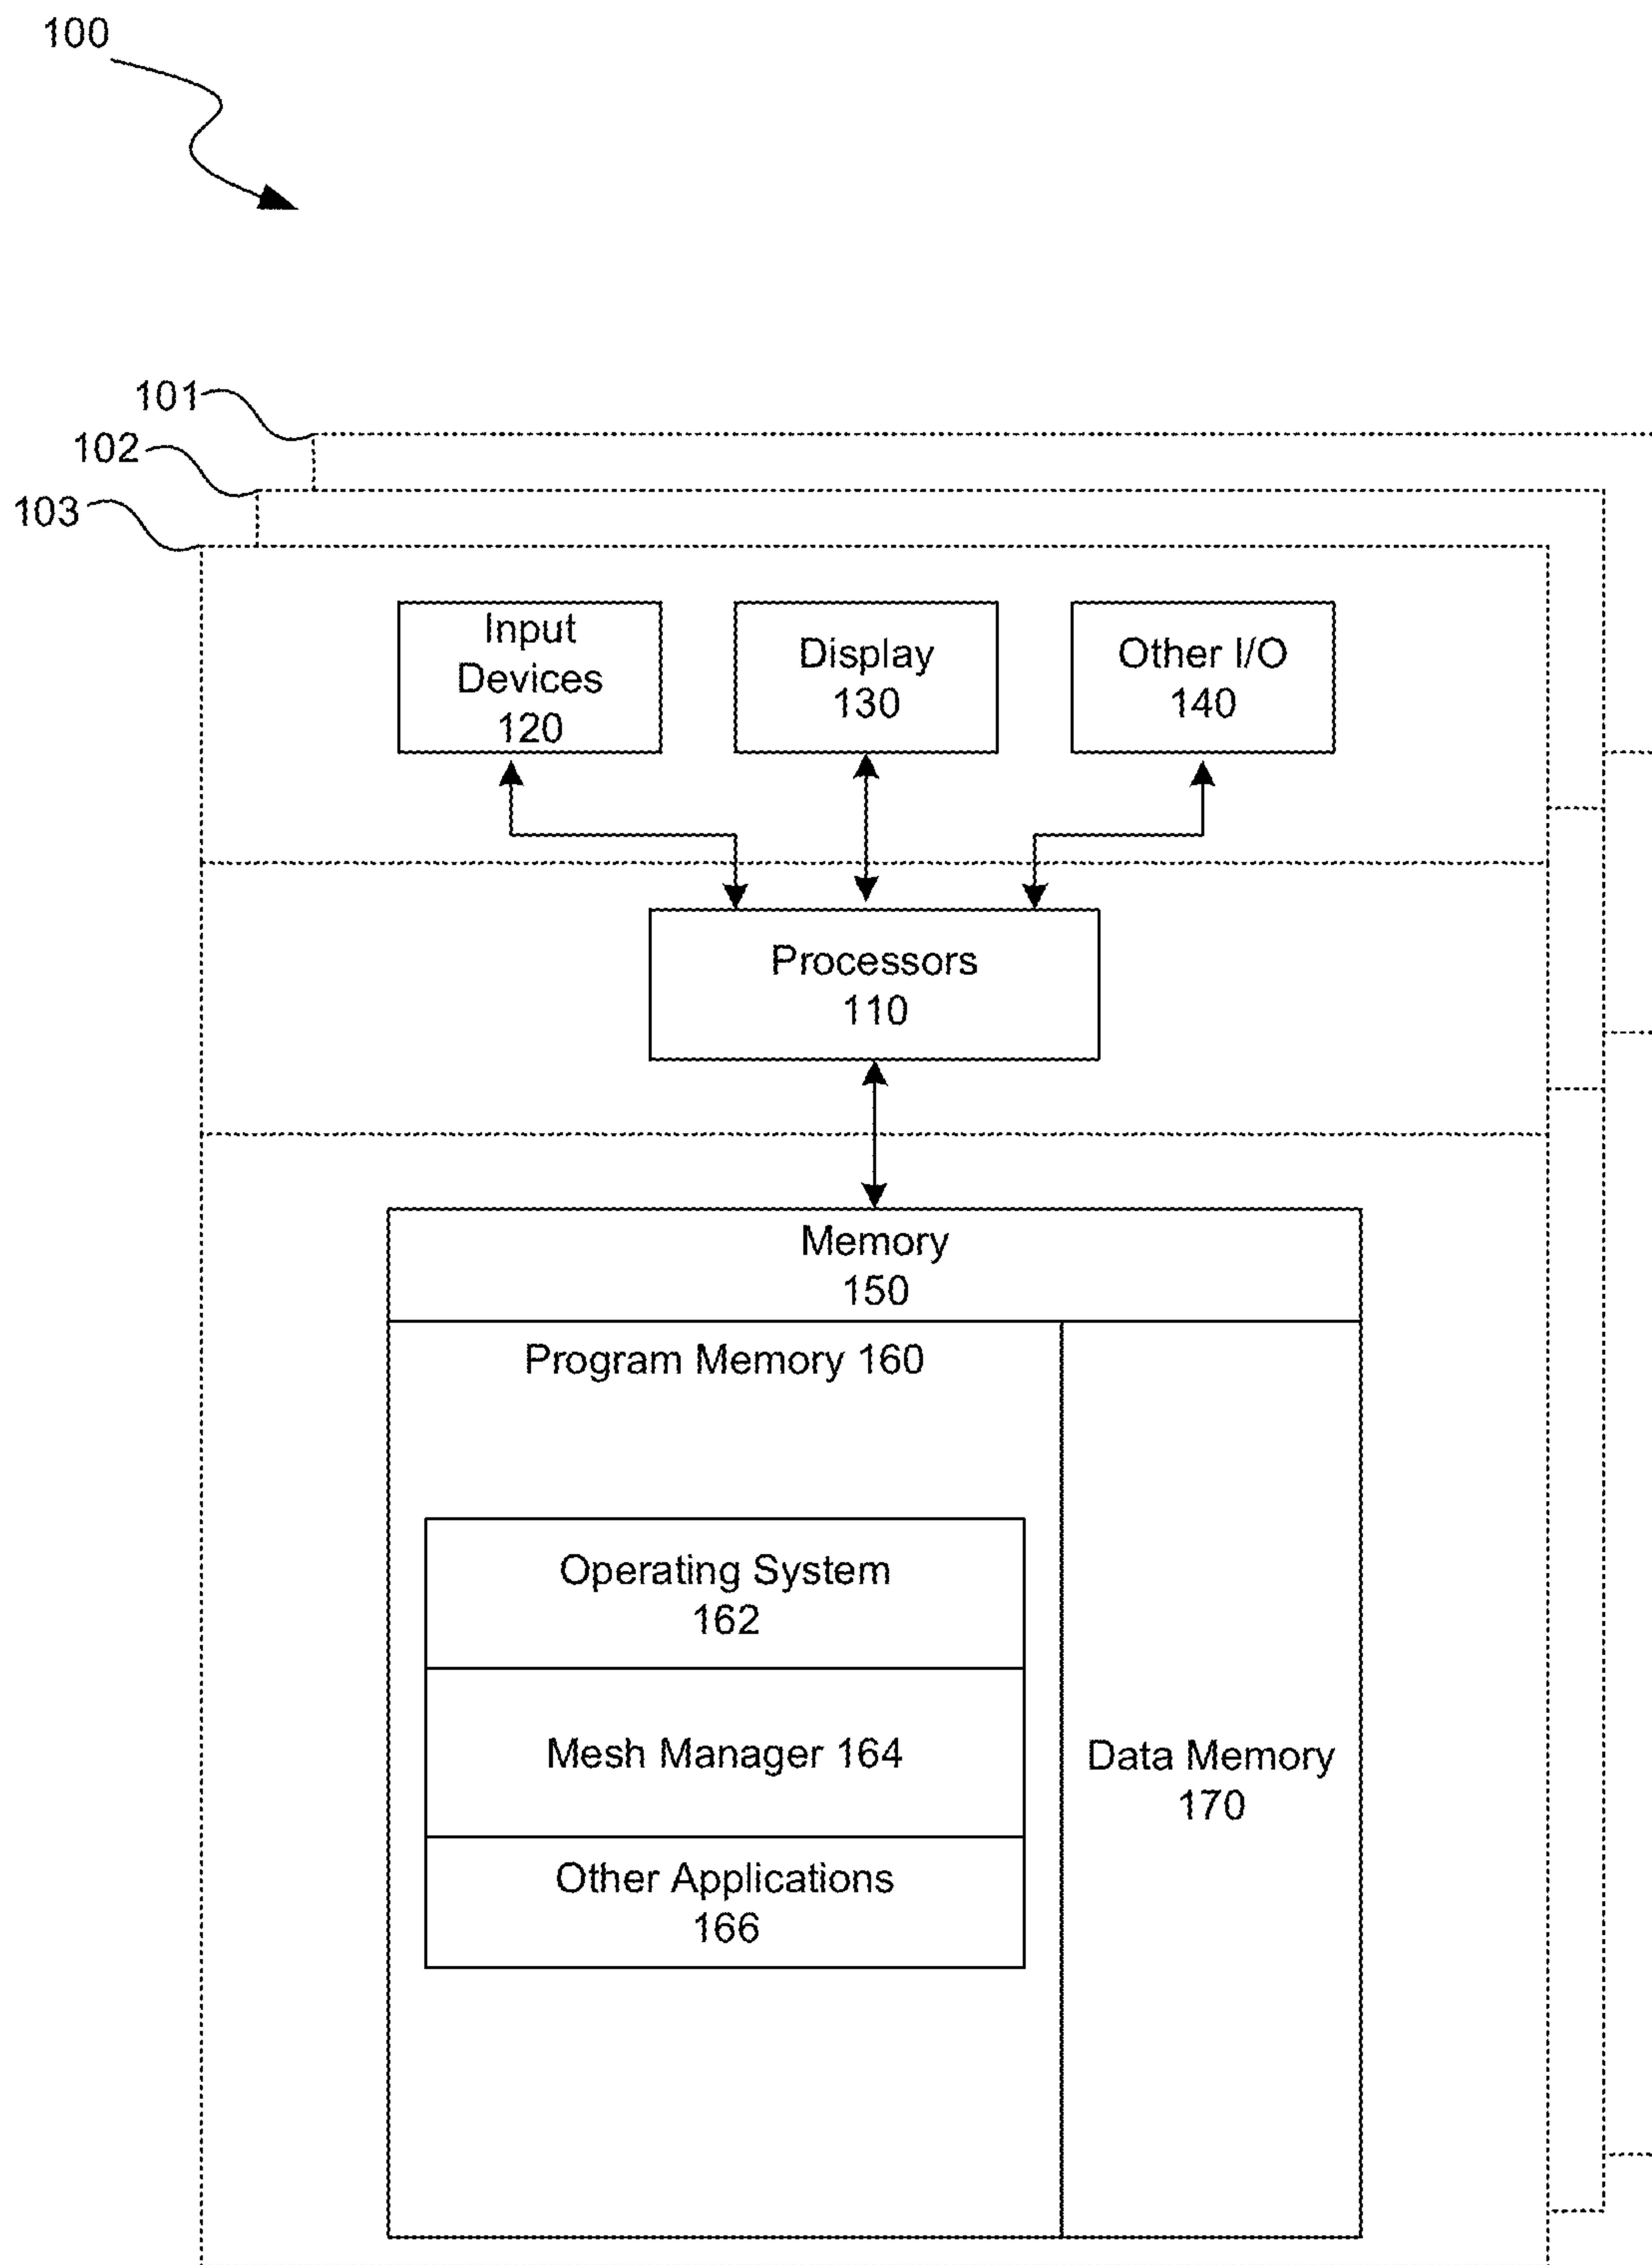 100
101
102
103
Input
Devices
120
Display
130
Other I/O
140
Processors
110
Memory
150
Program Memory 160
Operating System
162
Mesh Manager 164
Other Applications
166
Data Memory
170